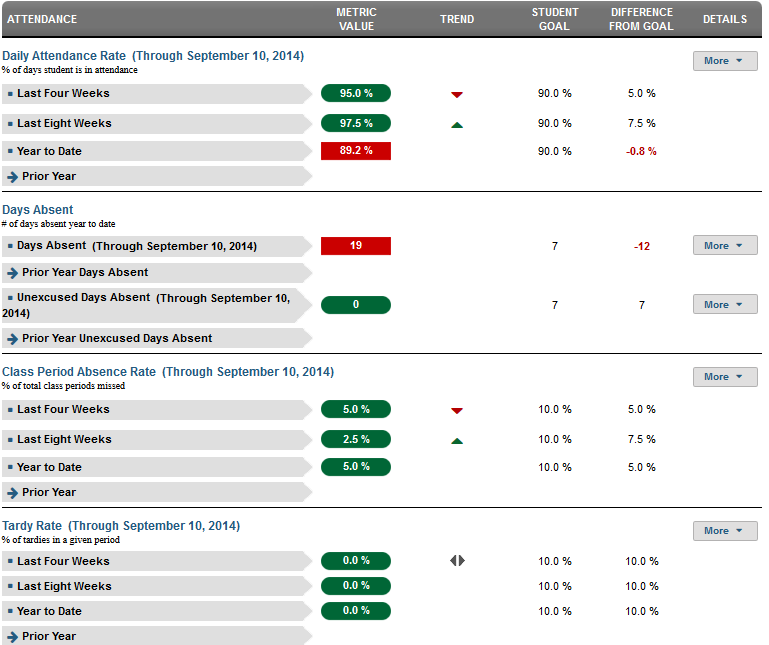 ATTENDANCE METRIC VALUE TREND STUDENT GOAL DIFFERENCE FROM GOAL DETAILS
Daily Attendance Rate (Through September 10, 2014) More
% of days student is in attendance
Last Four Weeks 95.0 % 90.0 % 5.0 %
Last Eight Weeks 97.5 % 90.0 % 7.5 %
Year to Date 89.2 % 90.0 % -0.8 %
Prior Year
Days Absent
# of days absent year to date
Days Absent (Through September 10, 2014) 19 7 -12 More
Prior Year Days Absent
Unexcused Days Absent (Through September 10,
2014) 0 7 7 More
Prior Year Unexcused Days Absent
Class Period Absence Rate (Through September 10, 2014) More
% of total class periods missed
Last Four Weeks 5.0 % 10.0 % 5.0 %
Last Eight Weeks 2.5 % 10.0 % 7.5 %
Year to Date 5.0 % 10.0 % 5.0 %
Prior Year
Tardy Rate (Through September 10, 2014) More
% of tardies in a given period
Last Four Weeks 0.0 % 10.0 % 10.0 %
Last Eight Weeks 0.0 % 10.0 % 10.0 %
Year to Date 0.0 % 10.0 % 10.0 %
Prior Year